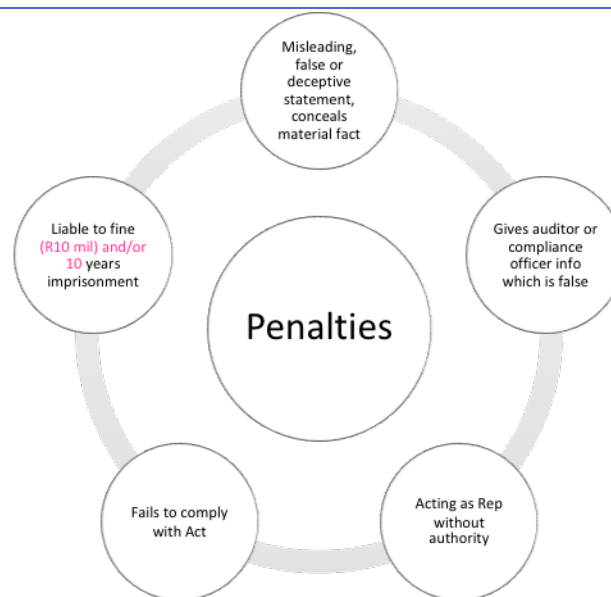 Misleading,
false or
deceptive
statement,
conceals
material fact
Gives auditor or
compliance
officer info
which is false
Acting as Rep
without
authority
Fails to comply
with Act
Liable to fine
(R10 mil) and/or
10 years
imprisonment
Penalties